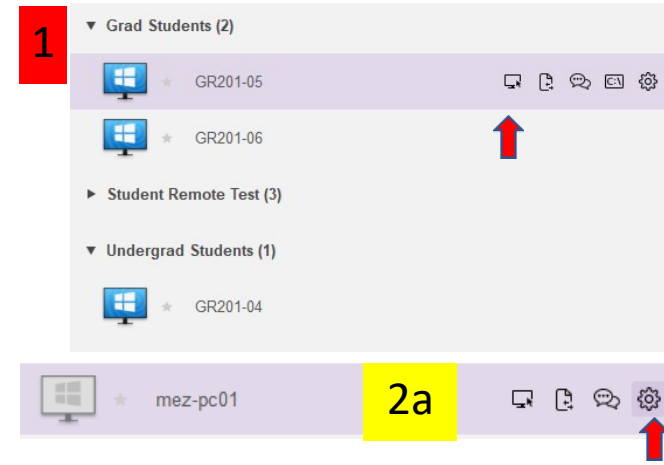 1
Grad Students (2)
GR201-05
C:\
GR201-06
Student Remote Test (3)
Undergrad Students (1)
GR201-04
mez-pc01
2a